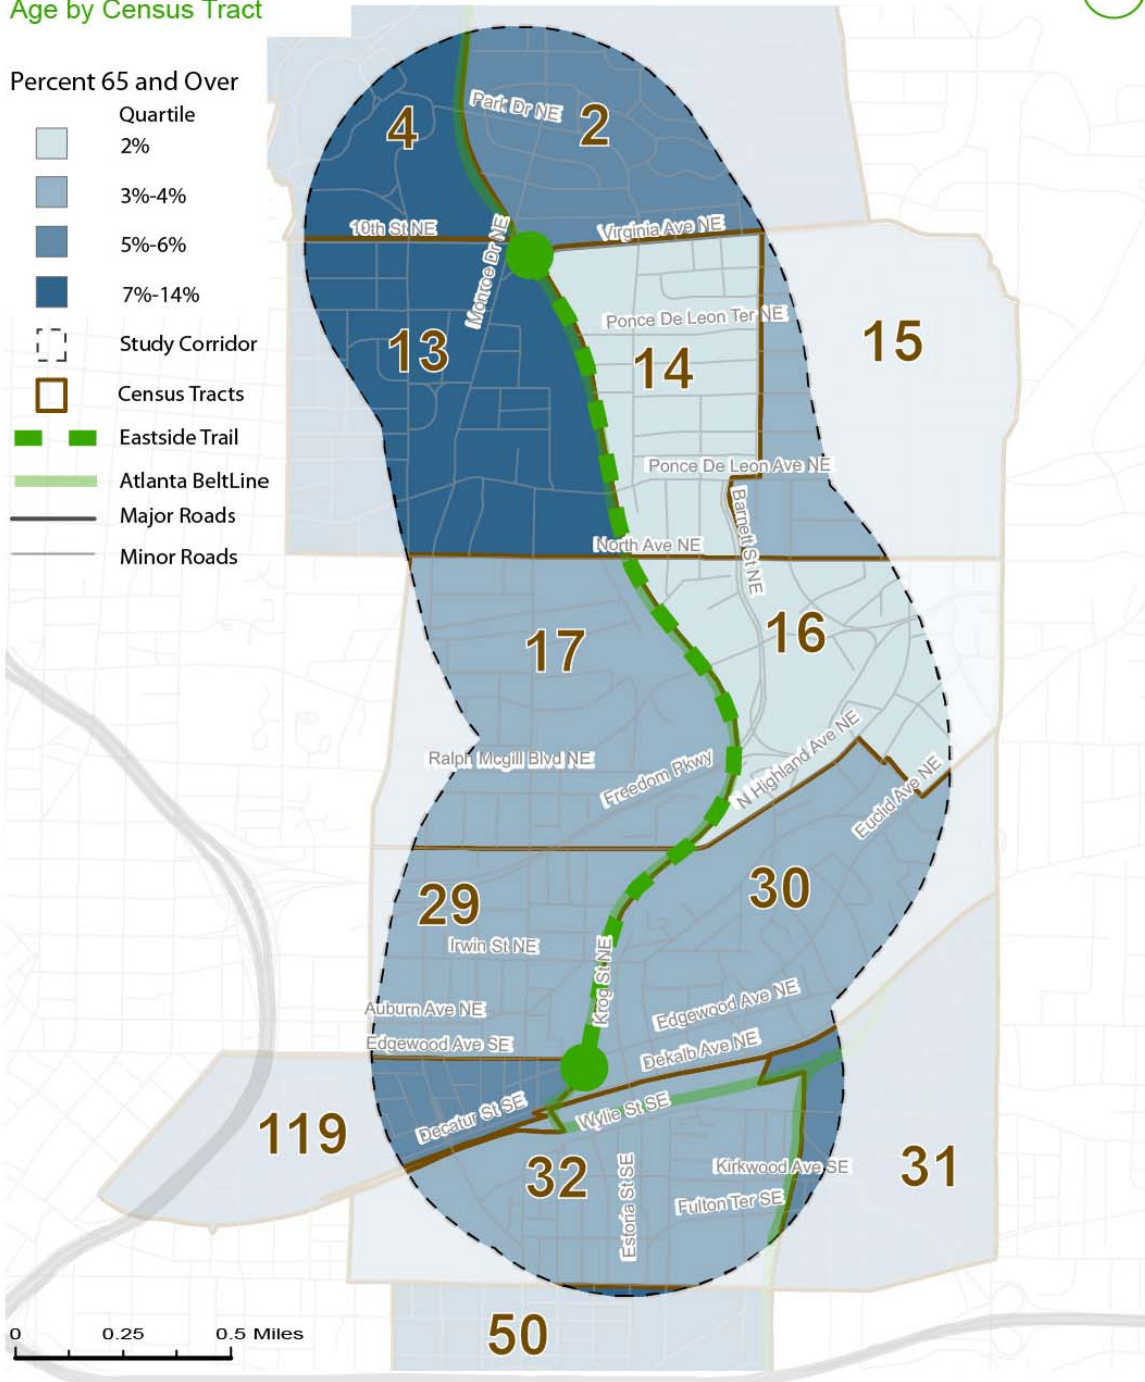 Age by Census Tract
Percent 65 and Over
Quartile
2%
3%-4%
5%-6%
7%-14%
Study Corridor
Census Tracts
Eastside Trail
Atlanta BeltLine
Major Roads
Minor Roads
Park Dr NE
4
2
10th St NE
Monroe Dr NE
Virginia Ave NE
Ponce De Leon Ter NE
13
14
15
Ponce De Leon Ave NE
Barnett St NE
North Ave NE
17
16
Ralph Mcgill Blvd NE
Freedom Pkwy
N Highland Ave NE
Euclid Ave NE
29
30
Irwin St NE
Krog St NE
Auburn Ave NE
Edgewood Ave NE
Edgewood Ave SE
Dekalb Ave NE
Decatur St SE
Wylie St SE
119
32
31
Kirkwood Ave SE
Estoria St SE
Fulton Ter SE
50
0 0.25 0.5 Miles